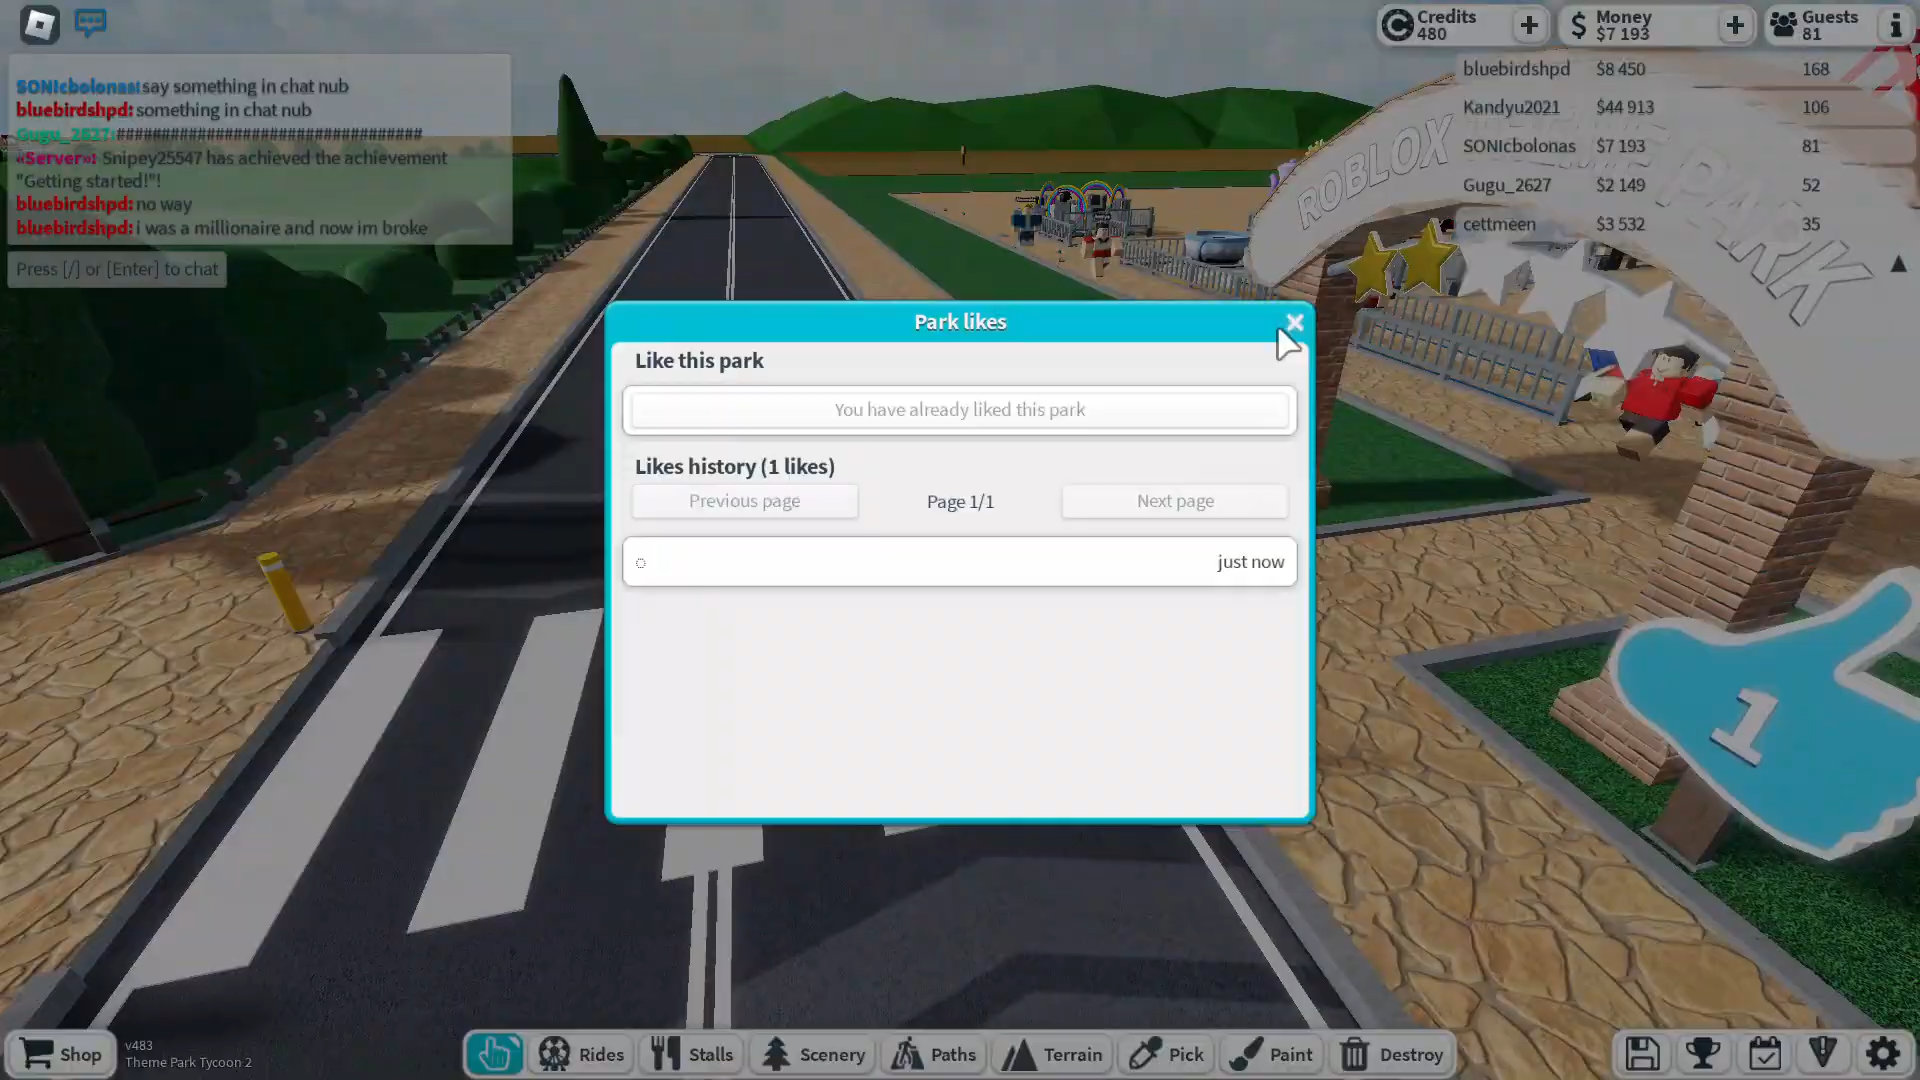 Credits
480
Money
$7 193
Guests
81
SONIcbolonas: say something in chat nub
bluebirdshpd: something in chat nub
Gugu_2627: ##################################
«Server»: Snipey25547 has achieved the achievement
"Getting started!"!
bluebirdshpd: no way
bluebirdshpd: i was a millionaire and now im broke
Press [/] or [Enter] to chat
bluebirdshpd $8 450 168
Kandyu2021 $44 913 106
SONIcbolonas $7 193 81
Gugu_2627 $2 149 52
cettmeen $3 532 35
ROBLOX THEME PARK
Park likes
Like this park
You have already liked this park
Likes history (1 likes)
Previous page
Page 1/1
Next page
just now
1
Shop
v483
Theme Park Tycoon 2
Rides
Stalls
Scenery
Paths
Terrain
Pick
Paint
Destroy